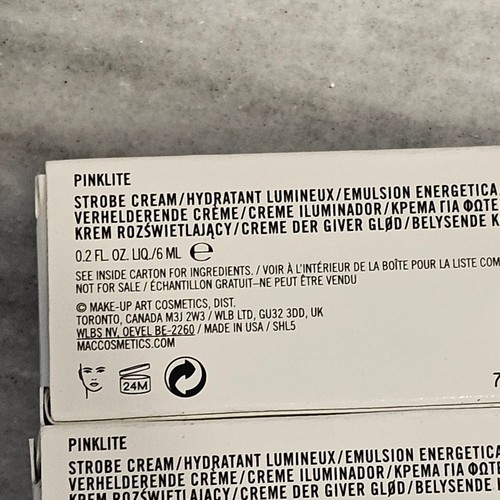 PINKLITE
STROBE CREAM/HYDRATANT LUMINEUX/EMULSION ENERGETICA
VERHELDERENDE CRÈME/CREME ILUMINADOR/ΚΡΕΜΑ ΓΙΑ ΦΩΤΕ
KREM ROZŚWIETLAJĄCY/CREME DER GIVER GLØD/BELYSENDE K
0.2 FL. OZ. LIQ./6 ML ℮
SEE INSIDE CARTON FOR INGREDIENTS. / VOIR À L'INTÉRIEUR DE LA BOÎTE POUR LA LISTE COM
NOT FOR SALE / ÉCHANTILLON GRATUIT–NE PEUT ÊTRE VENDU
© MAKE-UP ART COSMETICS, DIST.
TORONTO, CANADA M3J 2W3 / WLB LTD, GU32 3DD, UK
WLBS NV, OEVEL BE-2260 / MADE IN USA / SHL5
MACCOSMETICS.COM
24M
7
PINKLITE
STROBE CREAM/HYDRATANT LUMINEUX/EMULSION ENERGETICA
VERHELDERENDE CRÈME/CREME ILUMINADOR/ΚΡΕΜΑ ΓΙΑ ΦΩΤΕ
KREM ROZŚWIETLAJĄCY/CREME DER GIVER GLØD/BELYSENDE K